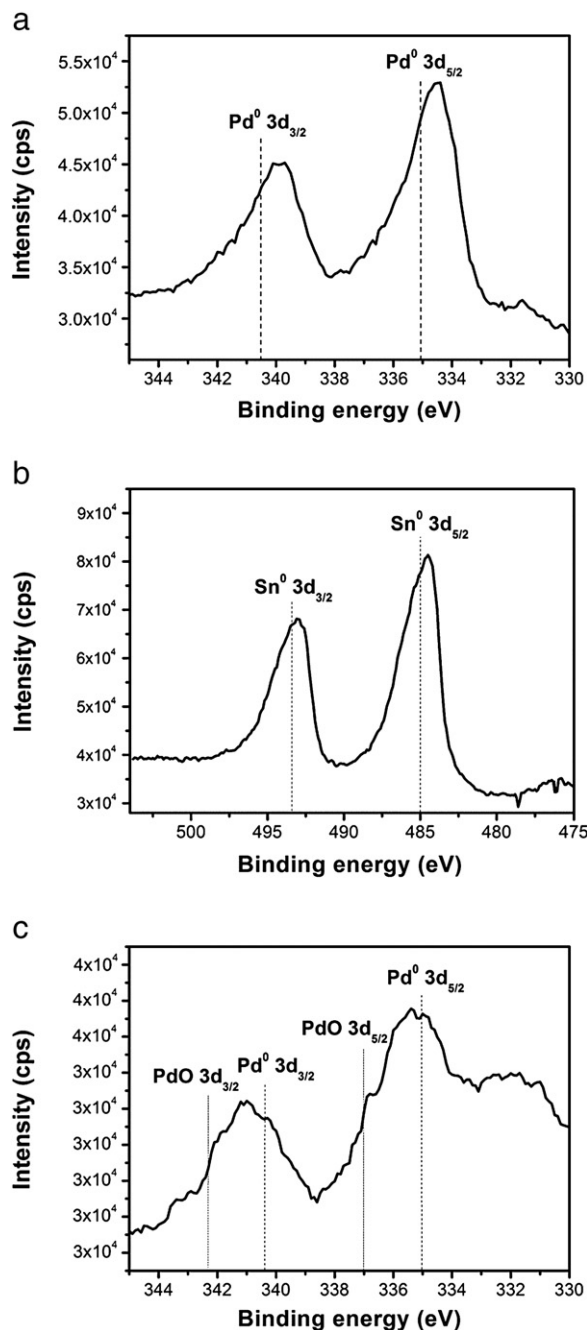 a
Pd⁰ 3d₅/₂
Pd⁰ 3d₃/₂
5.5x10⁴
5.0x10⁴
4.5x10⁴
4.0x10⁴
3.5x10⁴
3.0x10⁴
Intensity (cps)
344 342 340 338 336 334 332 330
Binding energy (eV)
b
Sn⁰ 3d₅/₂
Sn⁰ 3d₃/₂
9x10⁴
8x10⁴
7x10⁴
6x10⁴
5x10⁴
4x10⁴
3x10⁴
Intensity (cps)
500 495 490 485 480 475
Binding energy (eV)
c
Pd⁰ 3d₅/₂
PdO 3d₅/₂
Pd⁰ 3d₃/₂
PdO 3d₃/₂
4x10⁴
4x10⁴
4x10⁴
3x10⁴
3x10⁴
3x10⁴
3x10⁴
3x10⁴
3x10⁴
Intensity (cps)
344 342 340 338 336 334 332 330
Binding energy (eV)